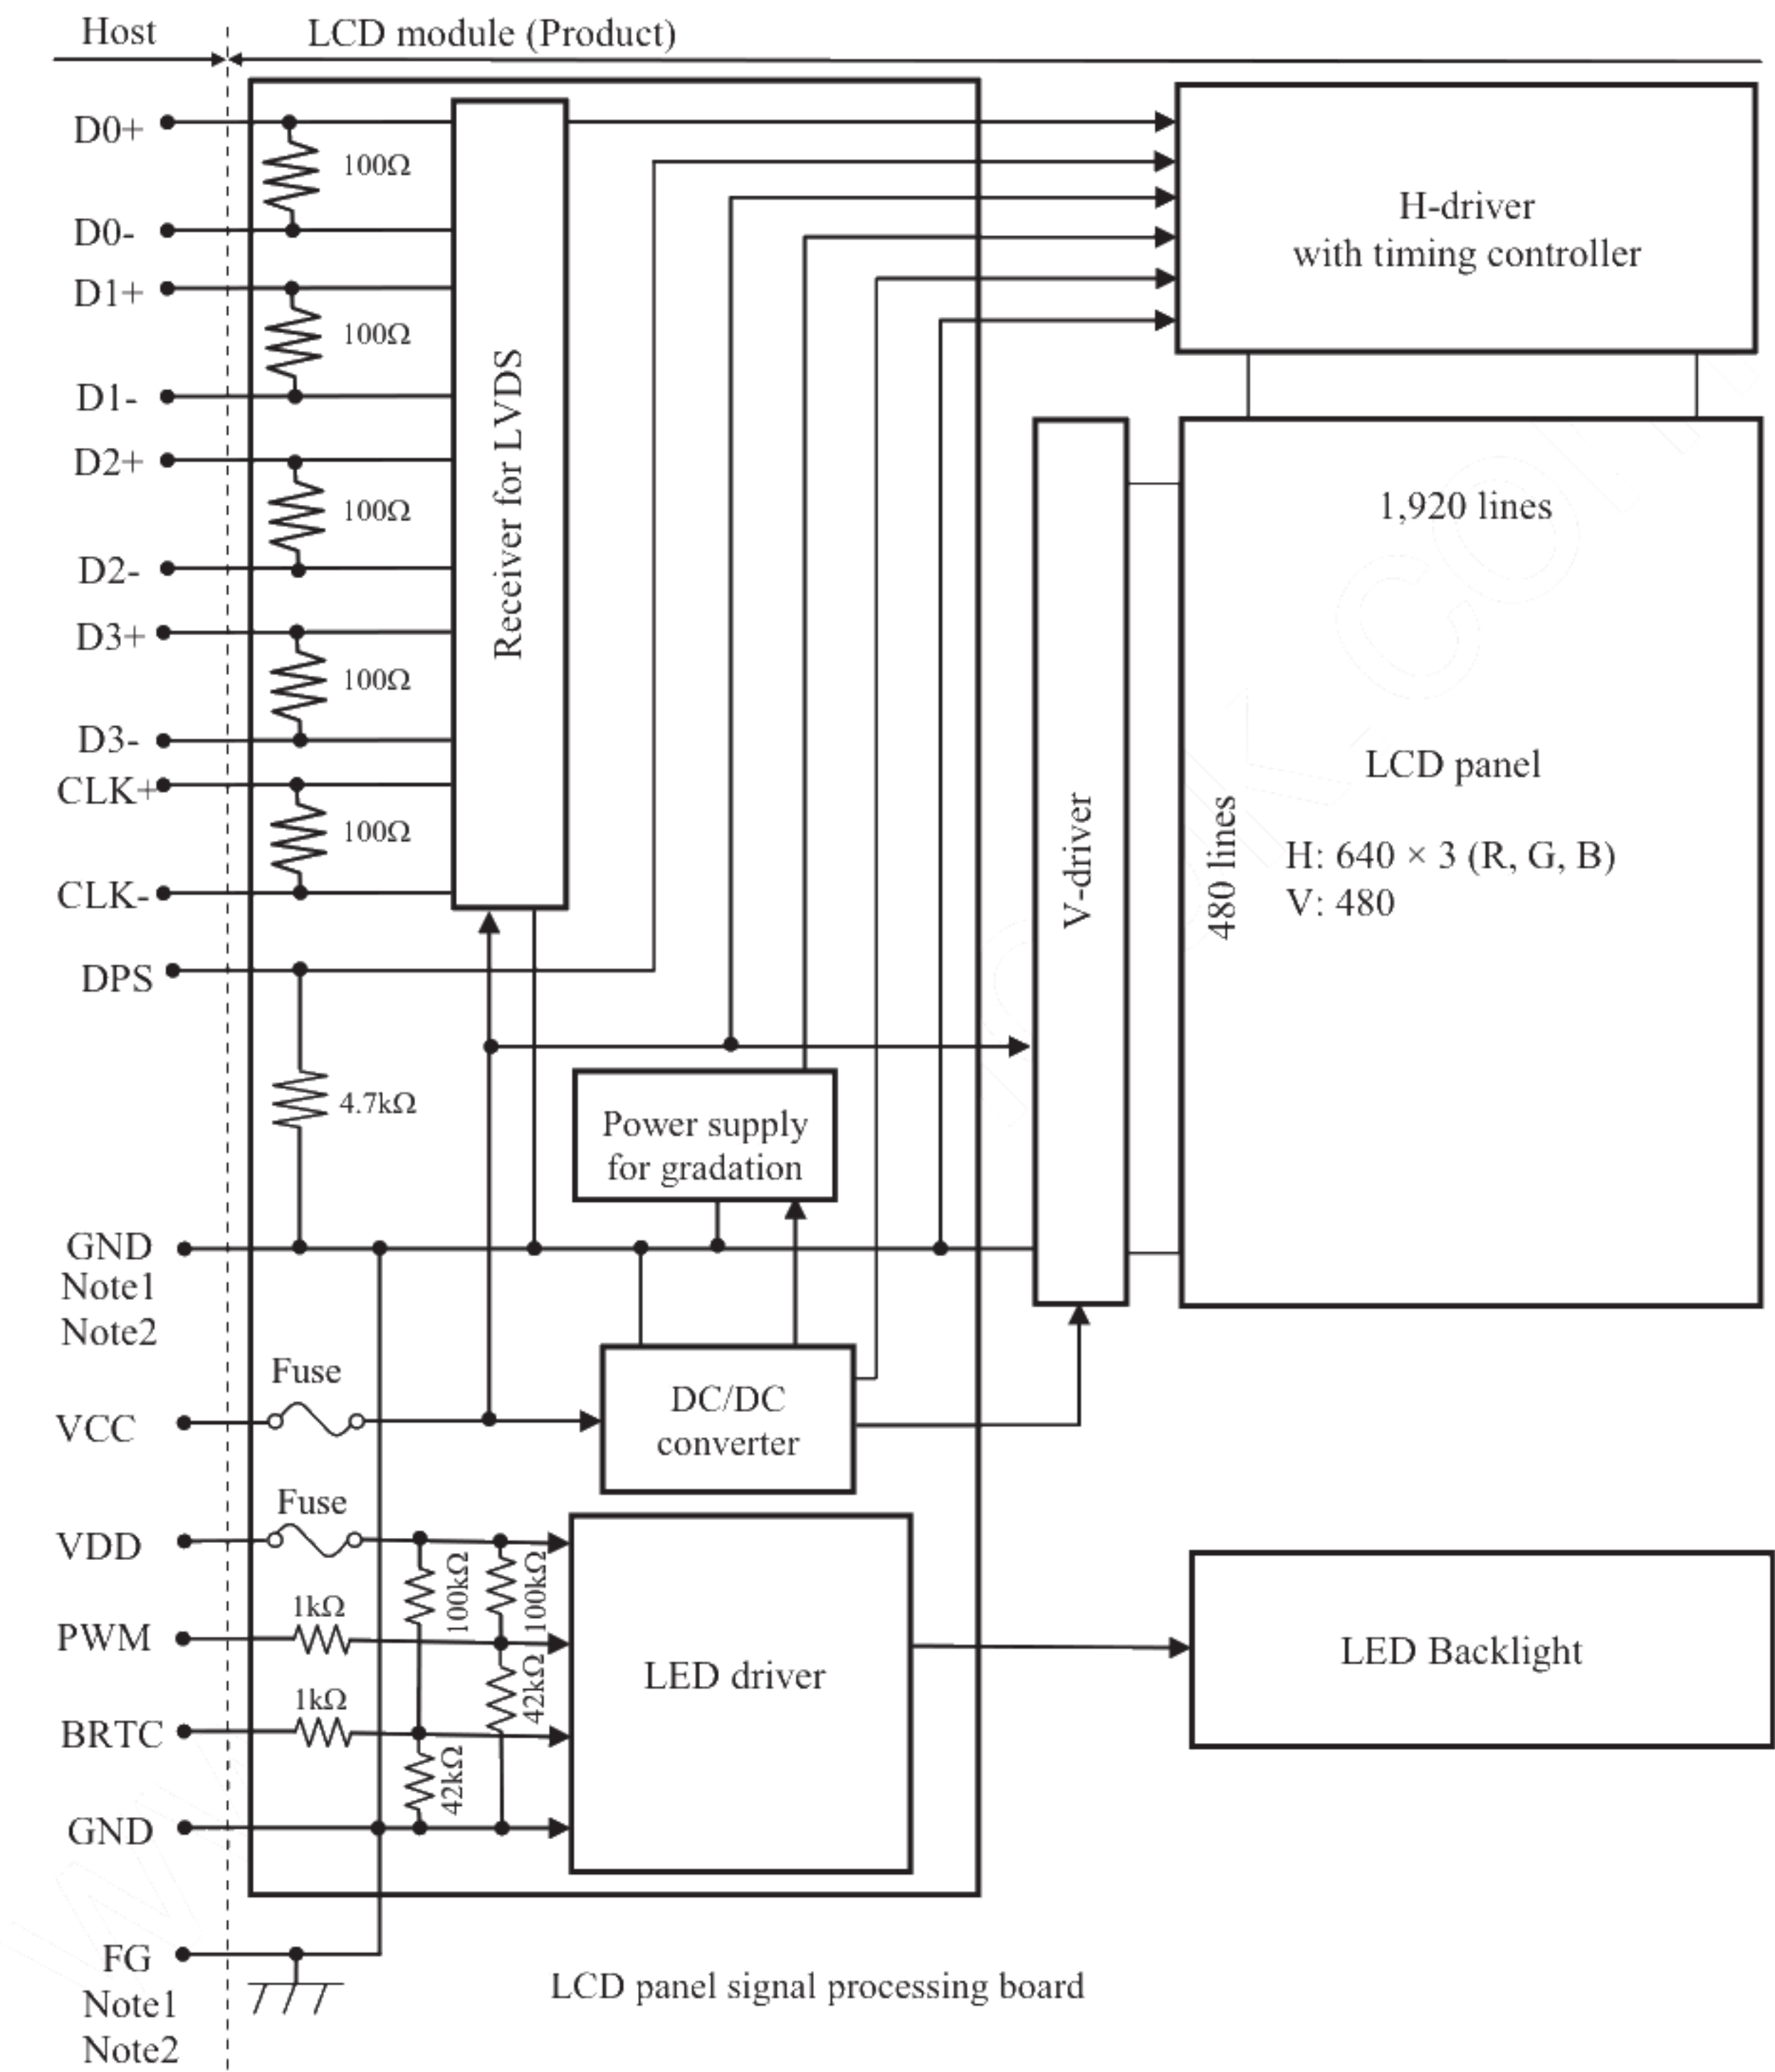 Host
LCD module (Product)
D0+
100Ω
D0-
D1+
100Ω
D1-
D2+
100Ω
D2-
D3+
100Ω
D3-
CLK+
100Ω
CLK-
Receiver for LVDS
H-driver
with timing controller
1,920 lines
LCD panel
H: 640 × 3 (R, G, B)
V: 480
480 lines
V-driver
DPS
4.7kΩ
Power supply
for gradation
GND
Note1
Note2
Fuse
VCC
DC/DC
converter
Fuse
VDD
100kΩ
100kΩ
1kΩ
PWM
42kΩ
1kΩ
BRTC
42kΩ
GND
LED driver
LED Backlight
FG
Note1
Note2
LCD panel signal processing board